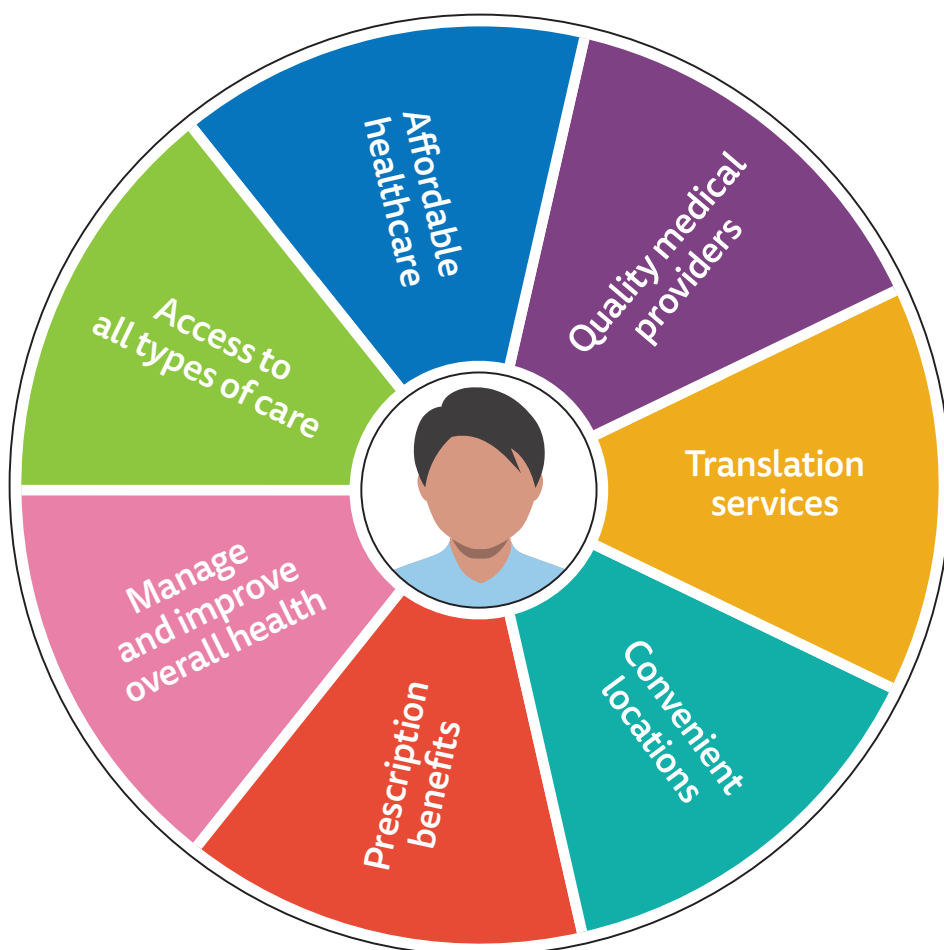 Affordable
healthcare
Quality medical
providers
Translation
services
Convenient
locations
Prescription
benefits
Manage
and improve
overall health
Access to
all types of care